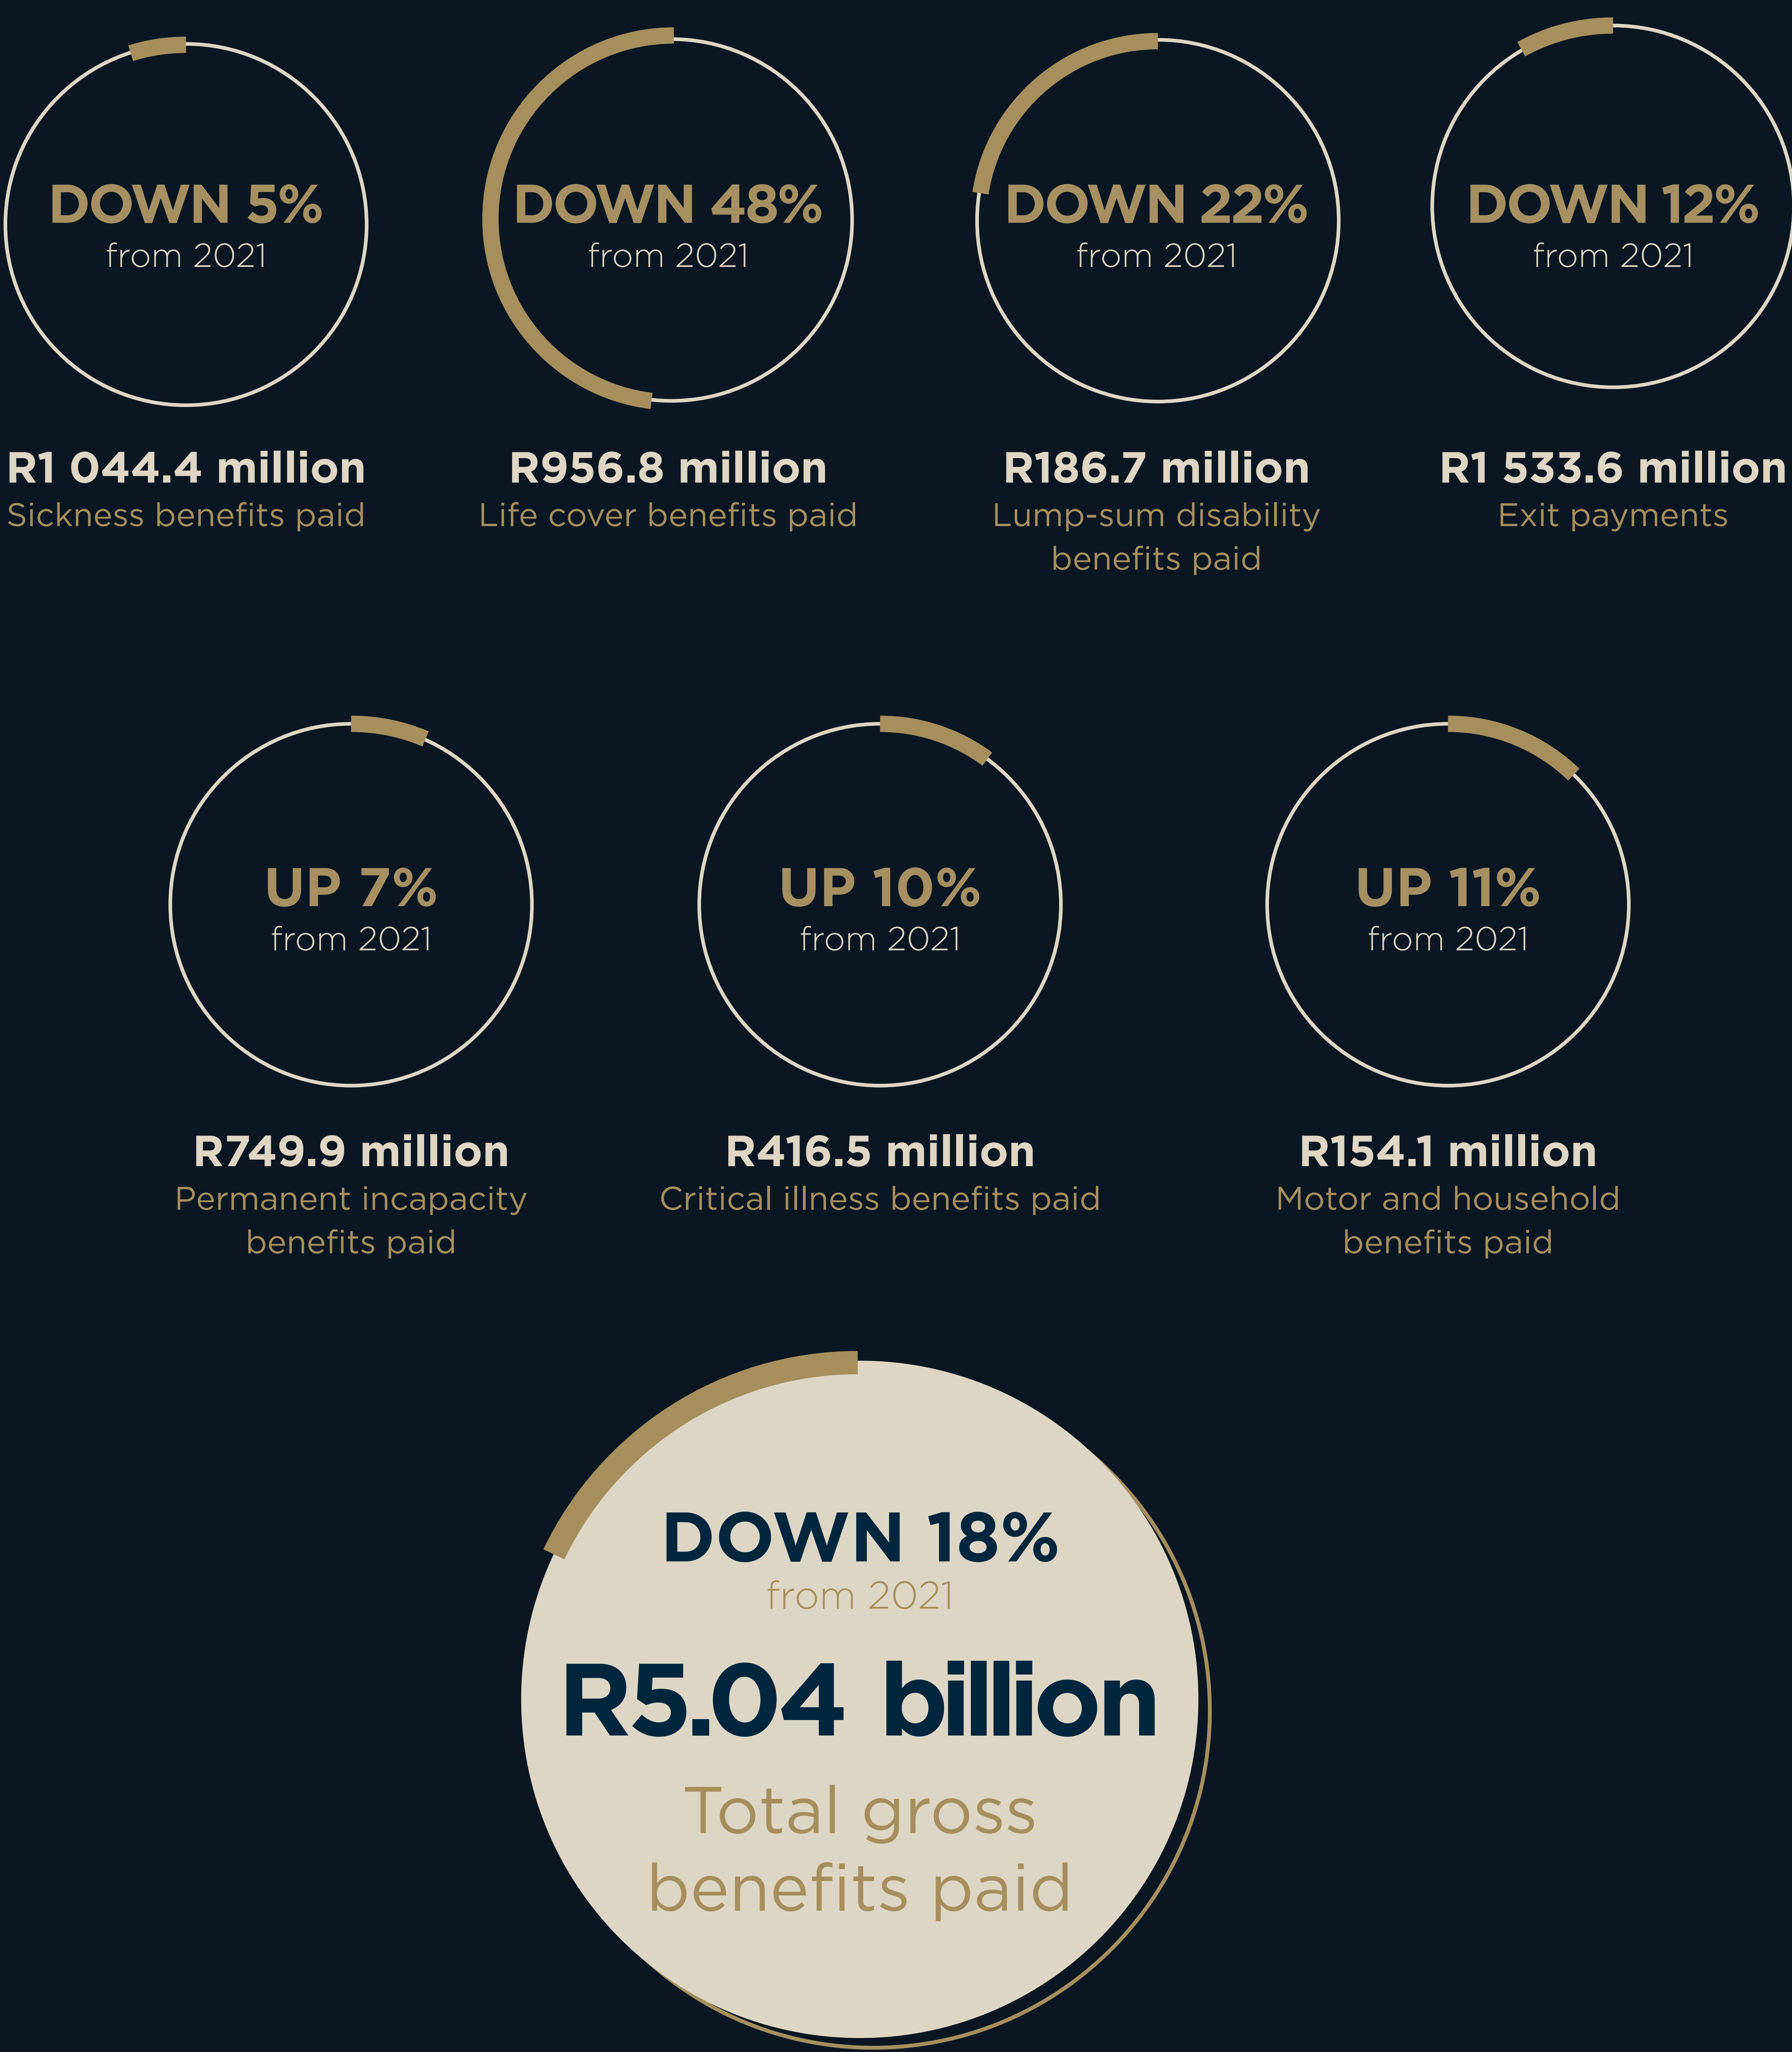 DOWN 5%
from 2021
R1 044.4 million
Sickness benefits paid
DOWN 48%
from 2021
R956.8 million
Life cover benefits paid
DOWN 22%
from 2021
R186.7 million
Lump-sum disability
benefits paid
DOWN 12%
from 2021
R1 533.6 million
Exit payments
UP 7%
from 2021
R749.9 million
Permanent incapacity
benefits paid
UP 10%
from 2021
R416.5 million
Critical illness benefits paid
UP 11%
from 2021
R154.1 million
Motor and household
benefits paid
DOWN 18%
from 2021
R5.04 billion
Total gross
benefits paid